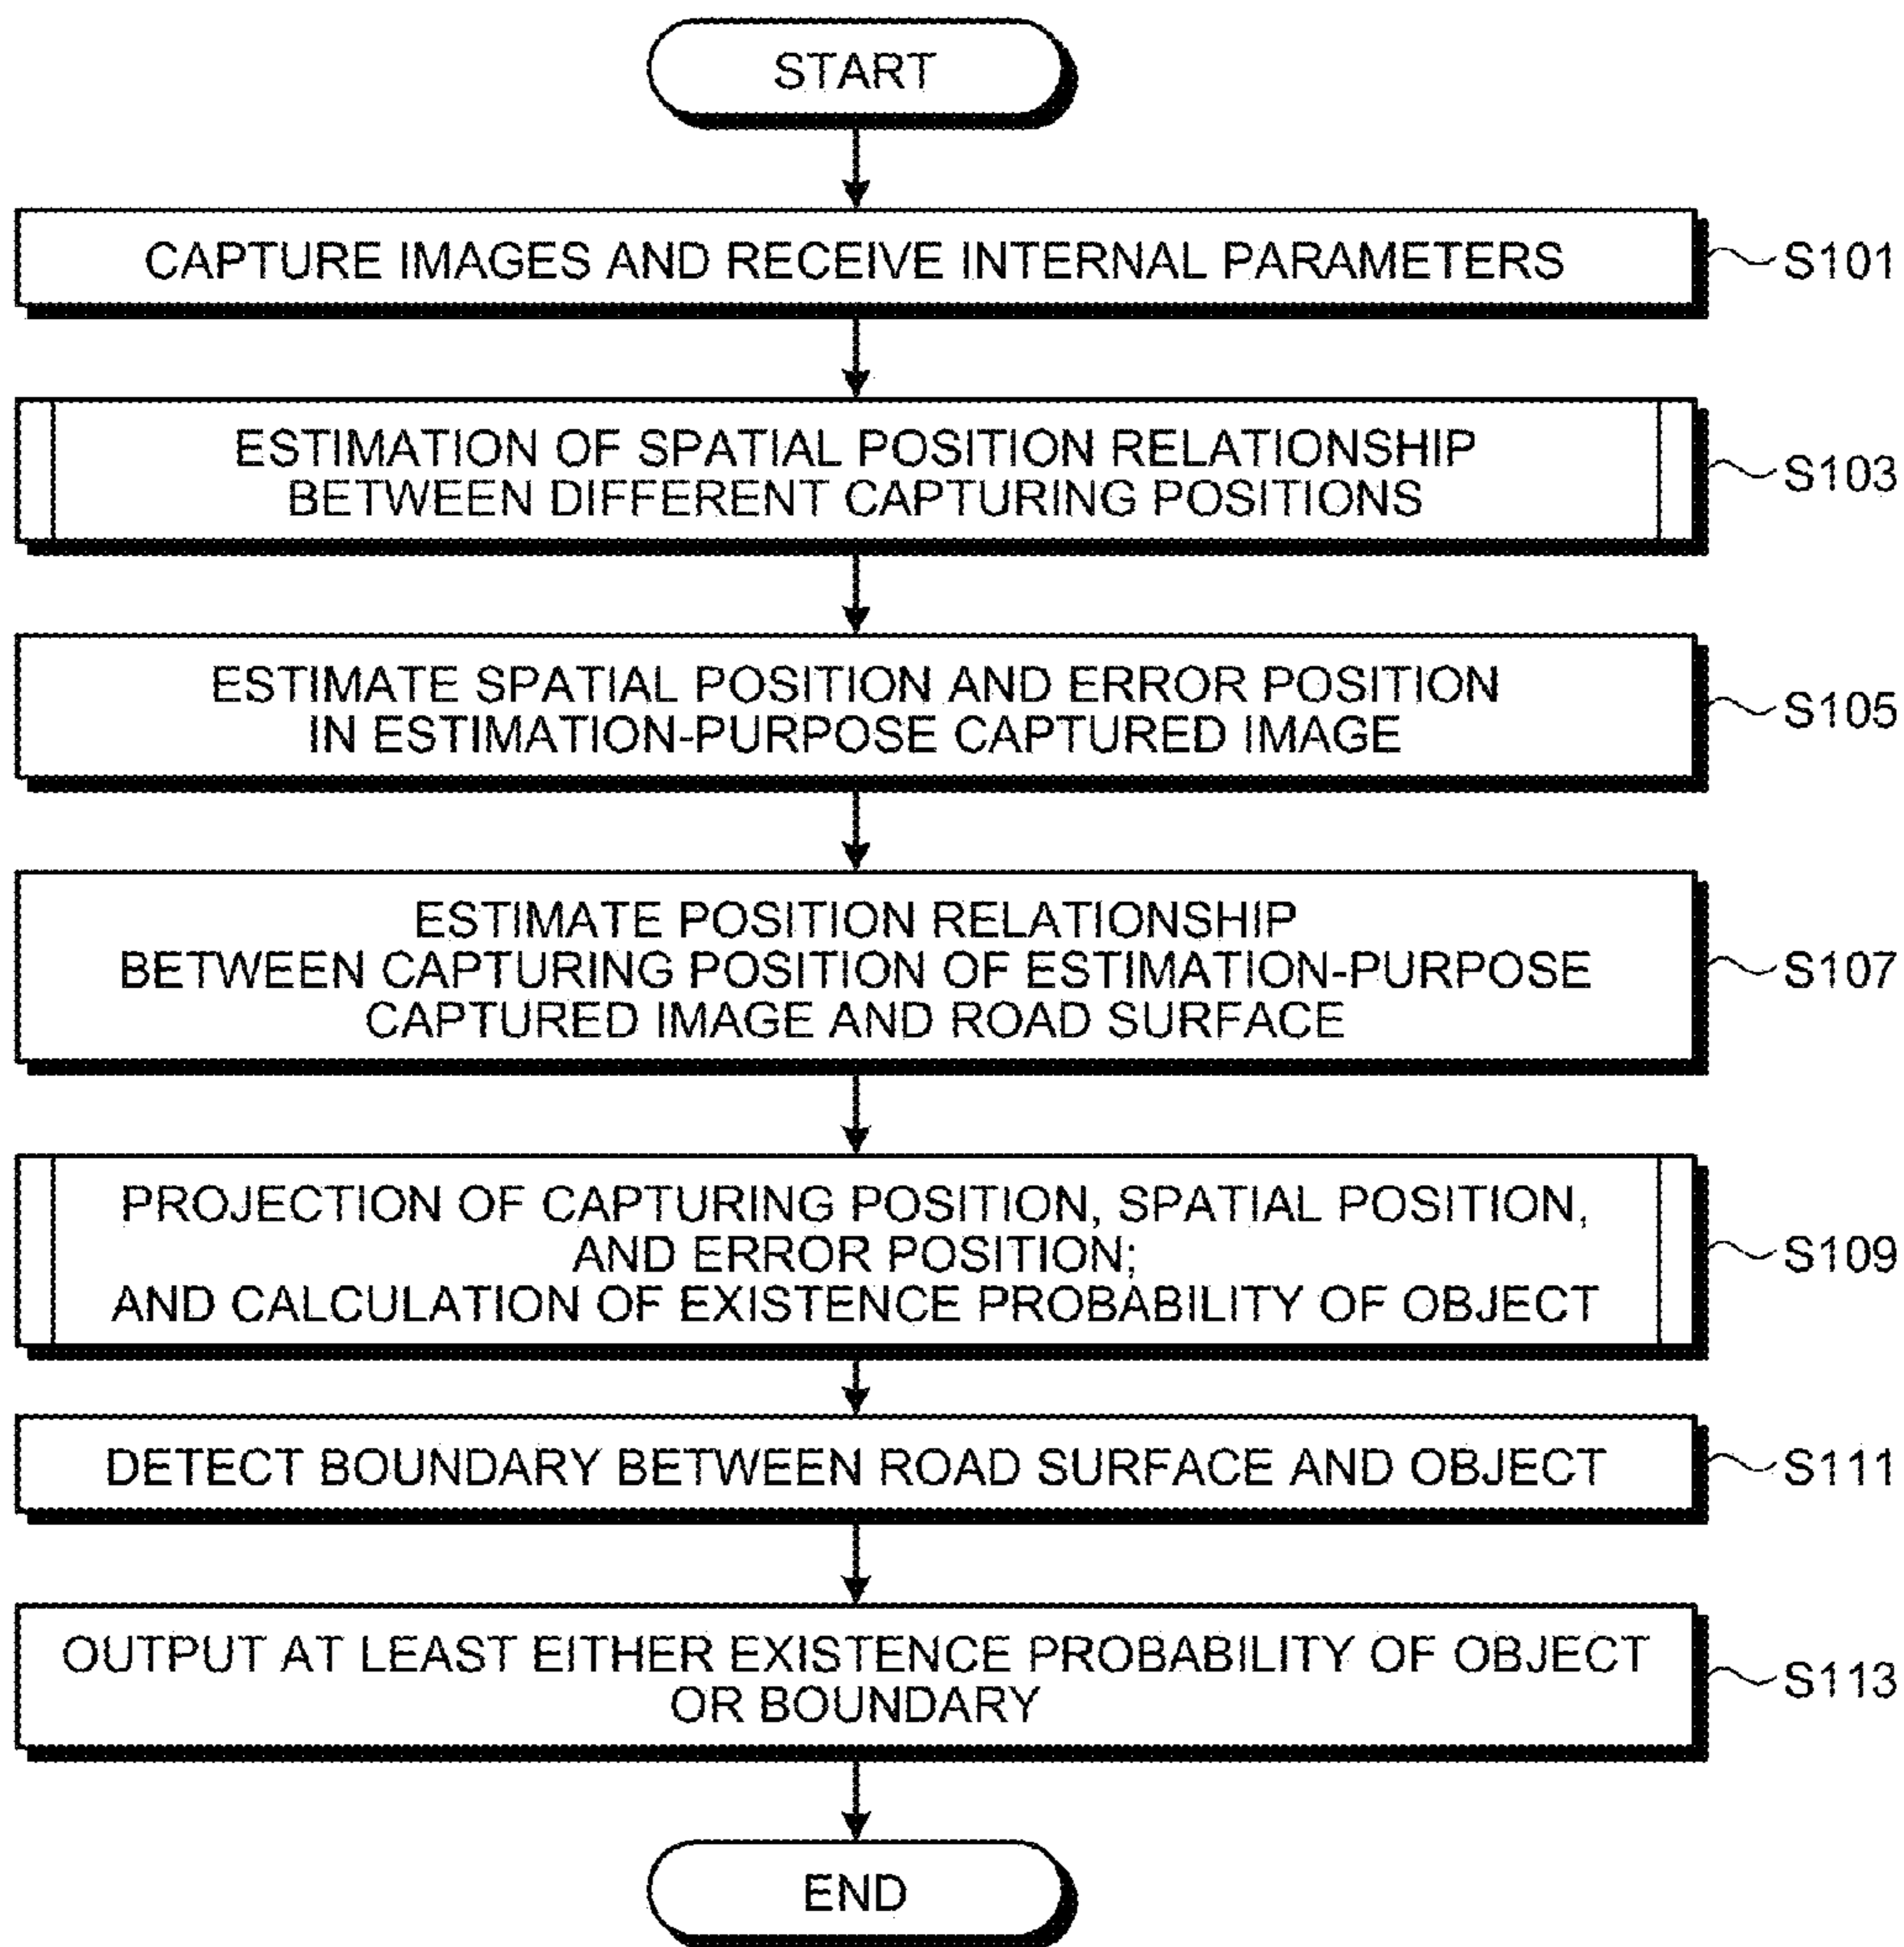 START
CAPTURE IMAGES AND RECEIVE INTERNAL PARAMETERS
S101
ESTIMATION OF SPATIAL POSITION RELATIONSHIP
BETWEEN DIFFERENT CAPTURING POSITIONS
S103
ESTIMATE SPATIAL POSITION AND ERROR POSITION
IN ESTIMATION-PURPOSE CAPTURED IMAGE
S105
ESTIMATE POSITION RELATIONSHIP
BETWEEN CAPTURING POSITION OF ESTIMATION-PURPOSE
CAPTURED IMAGE AND ROAD SURFACE
S107
PROJECTION OF CAPTURING POSITION, SPATIAL POSITION,
AND ERROR POSITION;
AND CALCULATION OF EXISTENCE PROBABILITY OF OBJECT
S109
DETECT BOUNDARY BETWEEN ROAD SURFACE AND OBJECT
S111
OUTPUT AT LEAST EITHER EXISTENCE PROBABILITY OF OBJECT
OR BOUNDARY
S113
END